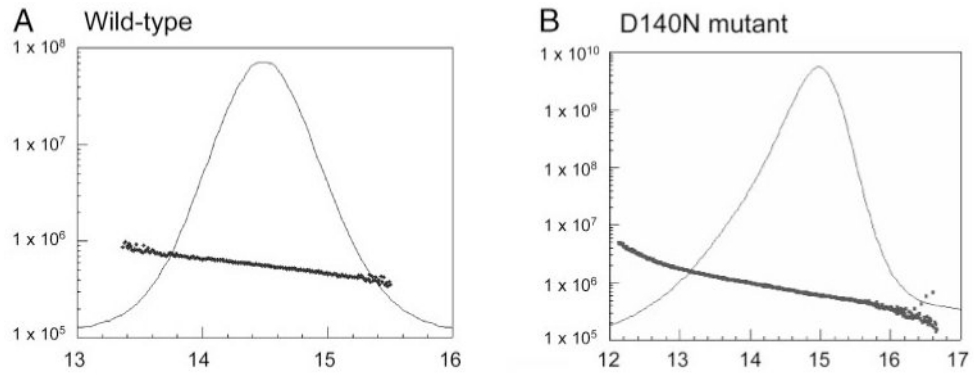 A Wild-type
1 x 10⁸
1 x 10⁷
1 x 10⁶
1 x 10⁵
13 14 15 16
B D140N mutant
1 x 10¹⁰
1 x 10⁹
1 x 10⁸
1 x 10⁷
1 x 10⁶
1 x 10⁵
12 13 14 15 16 17